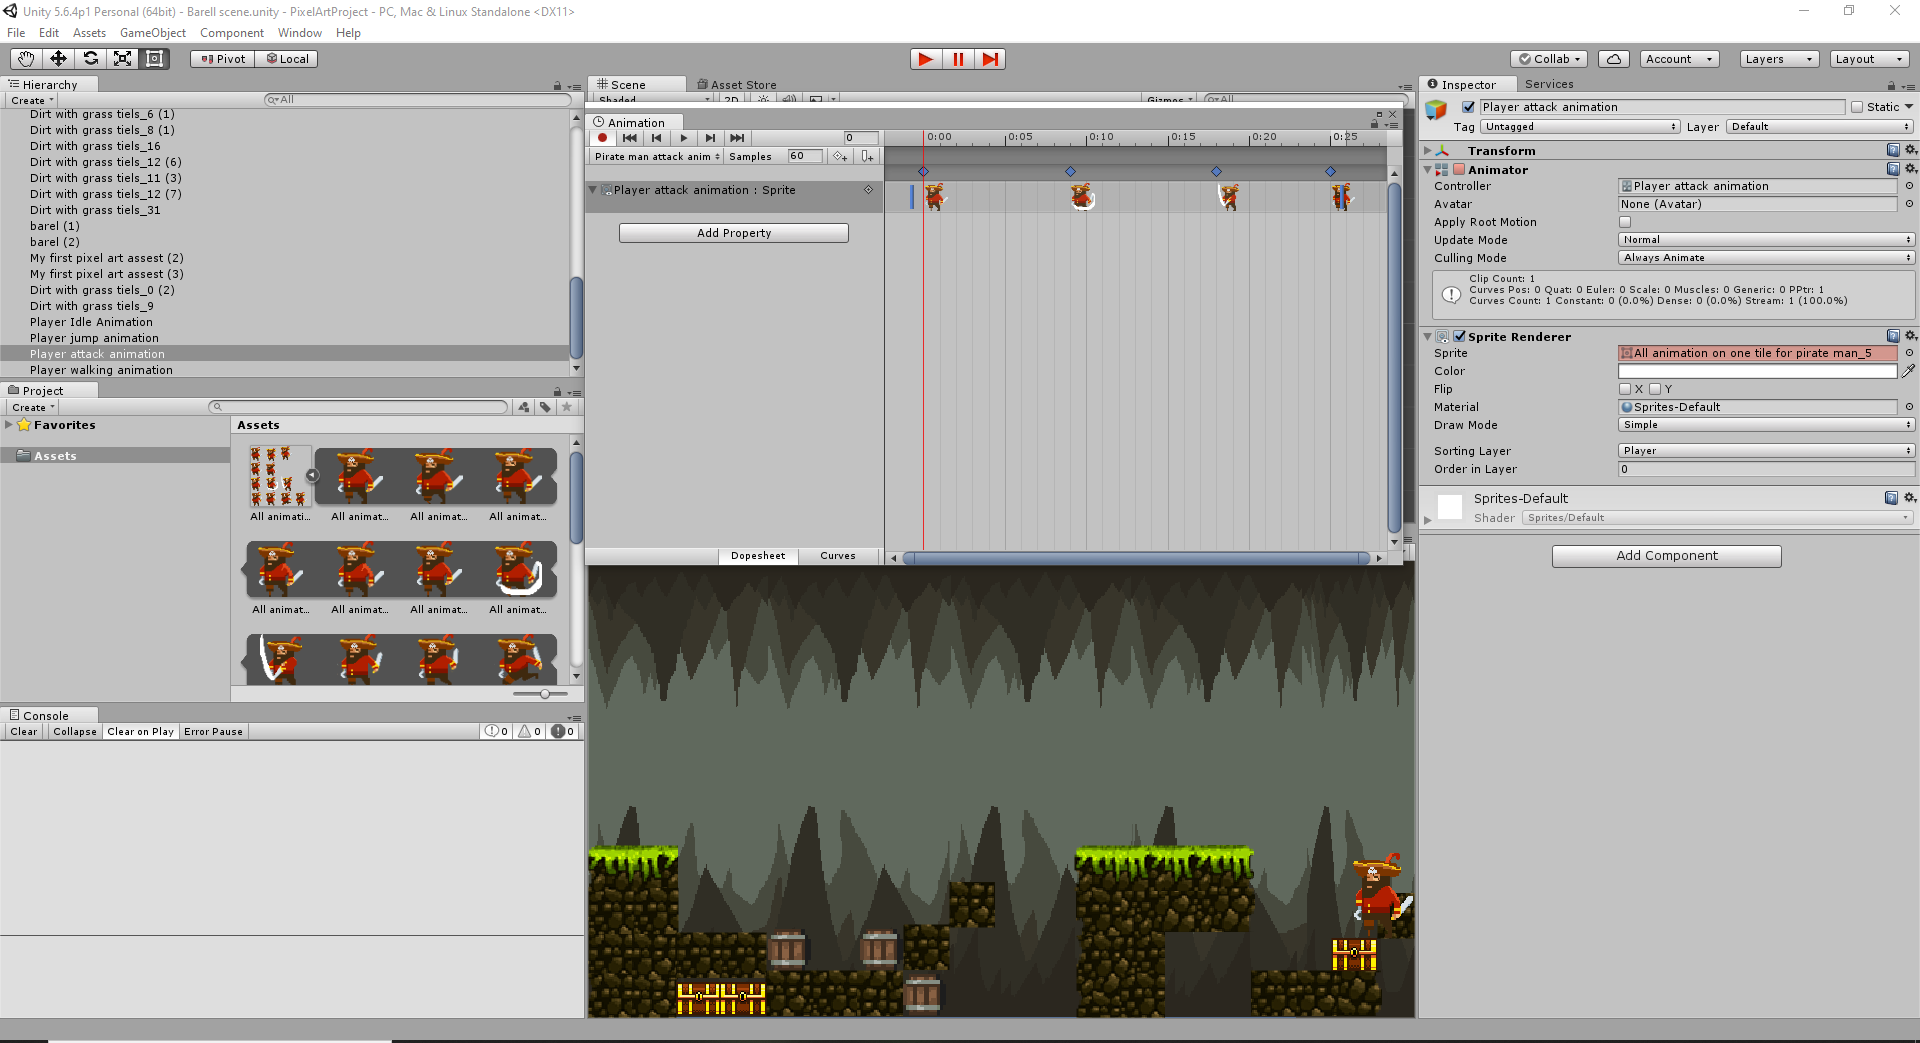 Unity 5.6.4p1 Personal (64bit) - Barell scene.unity - PixelArtProject - PC, Mac & Linux Standalone <DX11>
File Edit Assets GameObject Component Window Help
Pivot Local Collab Account Layers Layout
Hierarchy
Create All
Dirt with grass tiels_6 (1)
Dirt with grass tiels_8 (1)
Dirt with grass tiels_16
Dirt with grass tiels_12 (6)
Dirt with grass tiels_11 (3)
Dirt with grass tiels_12 (7)
Dirt with grass tiels_31
barel (1)
barel (2)
My first pixel art assest (2)
My first pixel art assest (3)
Dirt with grass tiels_0 (2)
Dirt with grass tiels_9
Player Idle Animation
Player jump animation
Player attack animation
Player walking animation
Project
Create
Favorites
Assets
Assets
All animati... All animat... All animat... All animat...
All animat... All animat... All animat... All animat...
Console
Clear Collapse Clear on Play Error Pause 0 0 0
Scene Asset Store
Shaded 2D Gizmos All
Animation
0 0:00 0:05 0:10 0:15 0:20 0:25
Pirate man attack anim Samples 60
Player attack animation : Sprite
Add Property
Dopesheet Curves
Inspector Services
Player attack animation Static
Tag Untagged Layer Default
Transform
Animator
Controller Player attack animation
Avatar None (Avatar)
Apply Root Motion
Update Mode Normal
Culling Mode Always Animate
Clip Count: 1
Curves Pos: 0 Quat: 0 Euler: 0 Scale: 0 Muscles: 0 Generic: 0 PPtr: 1
Curves Count: 1 Constant: 0 (0.0%) Dense: 0 (0.0%) Stream: 1 (100.0%)
Sprite Renderer
Sprite All animation on one tile for pirate man_5
Color
Flip X Y
Material Sprites-Default
Draw Mode Simple
Sorting Layer Player
Order in Layer 0
Sprites-Default
Shader Sprites/Default
Add Component